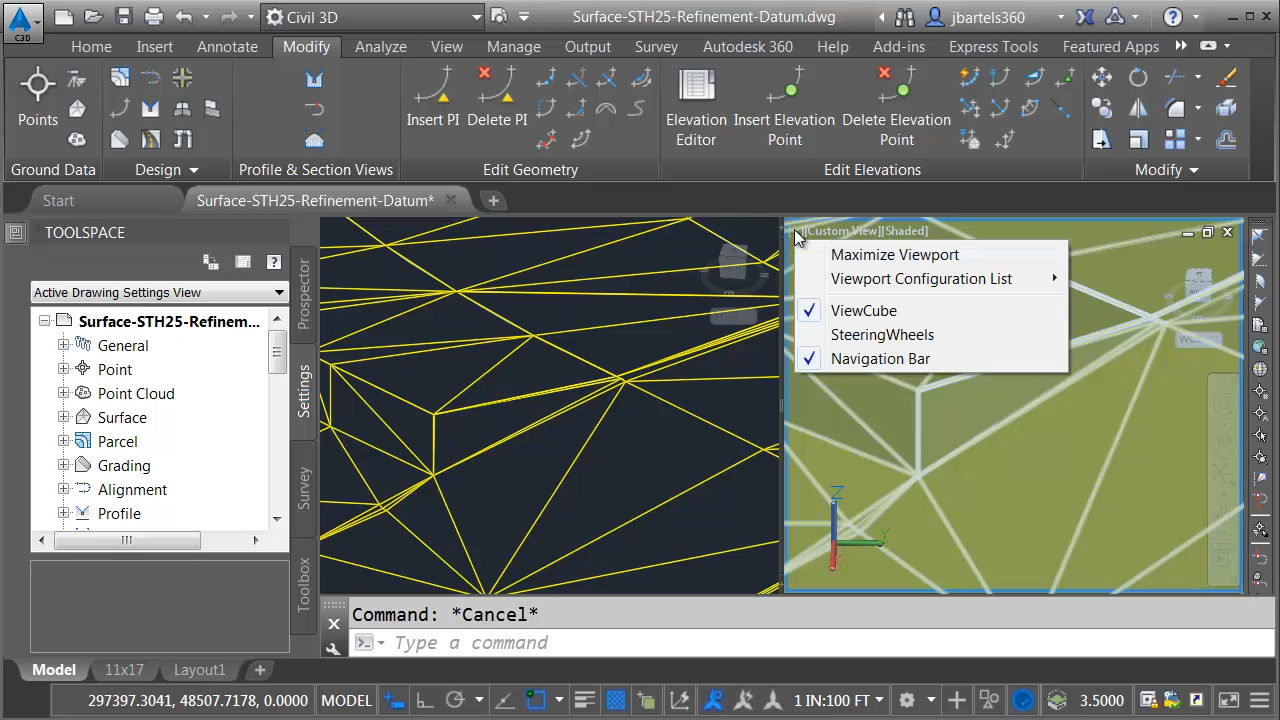 Civil 3D
Surface-STH25-Refinement-Datum.dwg
jbartels360
C3D
Home
Insert
Annotate
Modify
Analyze
View
Manage
Output
Survey
Autodesk 360
Help
Add-ins
Express Tools
Featured Apps
Points
Insert PI
Delete PI
Elevation
Editor
Insert Elevation
Point
Delete Elevation
Point
Ground Data
Design
Profile & Section Views
Edit Geometry
Edit Elevations
Modify
Start
Surface-STH25-Refinement-Datum*
TOOLSPACE
Active Drawing Settings View
Surface-STH25-Refinem...
General
Point
Point Cloud
Surface
Parcel
Grading
Alignment
Profile
Prospector
Settings
Survey
Toolbox
[Custom View][Shaded]
Maximize Viewport
Viewport Configuration List
ViewCube
SteeringWheels
Navigation Bar
Z
Y
Command: *Cancel*
Type a command
Model
11x17
Layout1
297397.3041, 48507.7178, 0.0000
MODEL
1 IN:100 FT
3.5000